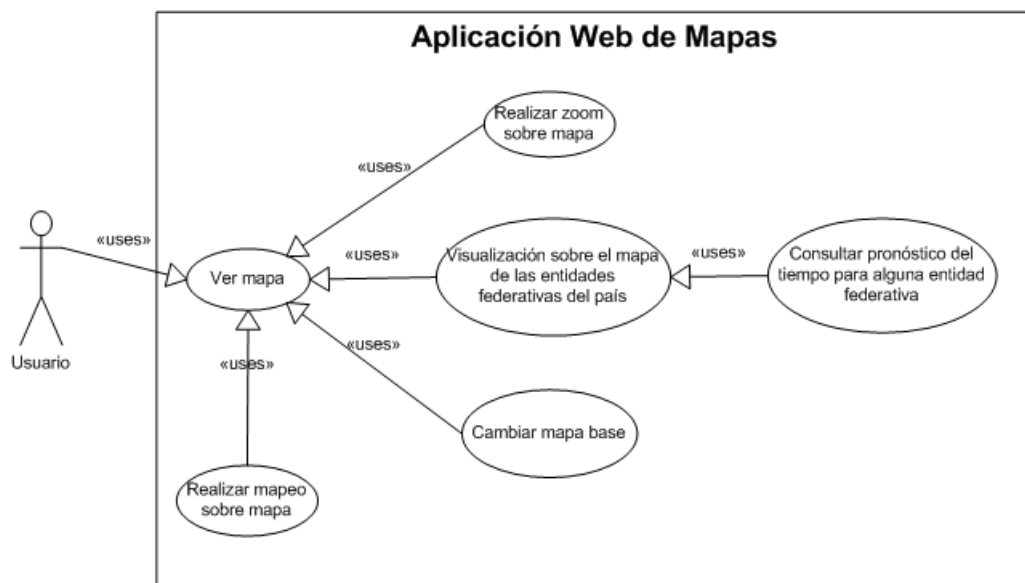 Aplicación Web de Mapas
Realizar zoom
sobre mapa
«uses»
«uses»
Usuario
Ver mapa
«uses»
Visualización sobre el mapa
de las entidades
federativas del país
«uses»
Consultar pronóstico del
tiempo para alguna entidad
federativa
«uses»
«uses»
Cambiar mapa base
Realizar mapeo
sobre mapa